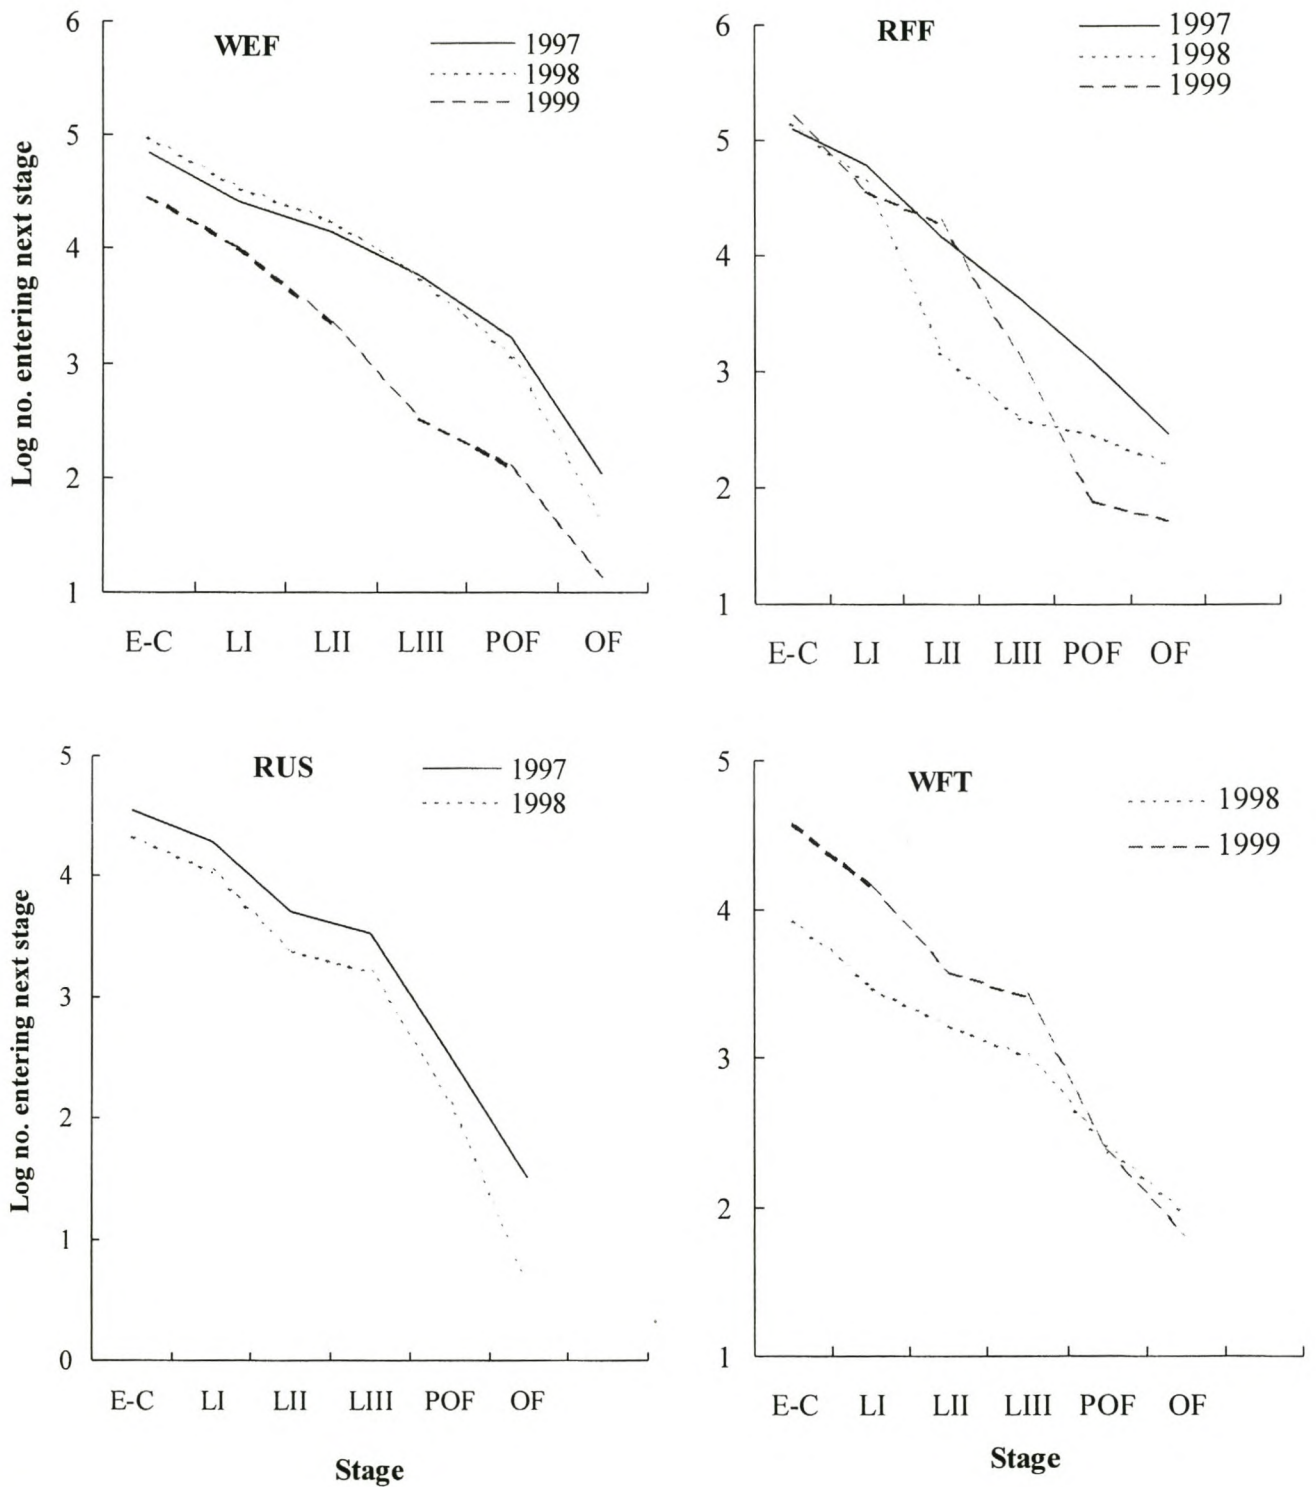 WEF
1997
1998
1999
6
5
4
3
2
1
Log no. entering next stage
E-C LI LII LIII POF OF
RFF
1997
1998
1999
6
5
4
3
2
1
E-C LI LII LIII POF OF
RUS
1997
1998
5
4
3
2
1
0
Log no. entering next stage
E-C LI LII LIII POF OF
Stage
WFT
1998
1999
5
4
3
2
1
E-C LI LII LIII POF OF
Stage